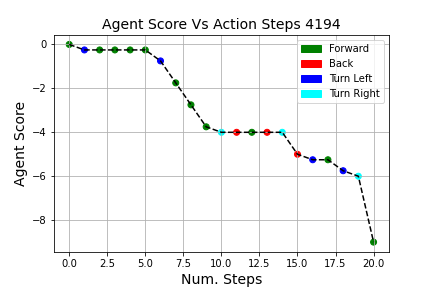 Agent Score Vs Action Steps 4194
Forward
Back
Turn Left
Turn Right
Agent Score
0
−2
−4
−6
−8
0.0 2.5 5.0 7.5 10.0 12.5 15.0 17.5 20.0
Num. Steps